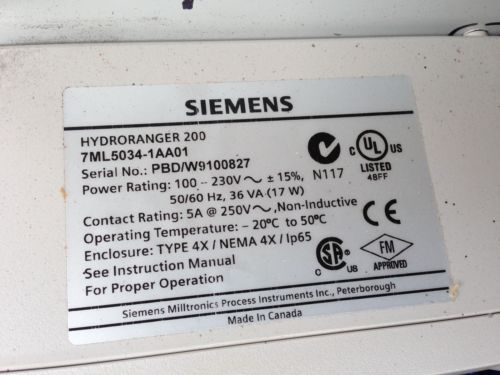 SIEMENS
HYDRORANGER 200
7ML5034-1AA01
Serial No.: PBD/W9100827
Power Rating: 100 -- 230V ~ ± 15%,
50/60 Hz, 36 VA (17 W)
Contact Rating: 5A @ 250V ~, Non-Inductive
Operating Temperature: – 20°C to 50°C
Enclosure: TYPE 4X / NEMA 4X / Ip65
See Instruction Manual
For Proper Operation
N117
C UL US
LISTED
48FF
CE
C SA US
FM
APPROVED
Siemens Milltronics Process Instruments Inc., Peterborough
Made In Canada